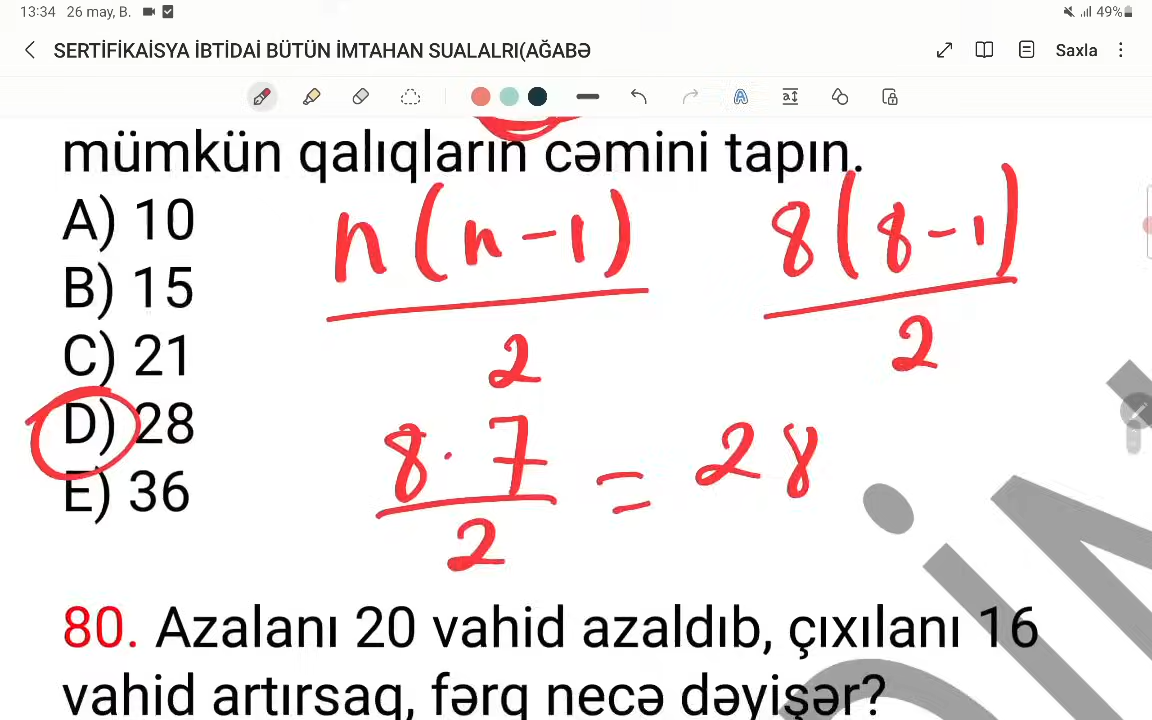 13:34 26 may, B. 49%
SERTİFİKAİSYA İBTİDAİ BÜTÜN İMTAHAN SUALALRI(AĞABƏ
Saxla
mümkün qalıqların cəmini tapın.
A) 10
B) 15
C) 21
D) 28
E) 36
n(n-1)
2
8(8-1)
2
8·7
2
= 28
80. Azalanı 20 vahid azaldıb, çıxılanı 16
vahid artırsaq, fərq necə dəyişər?